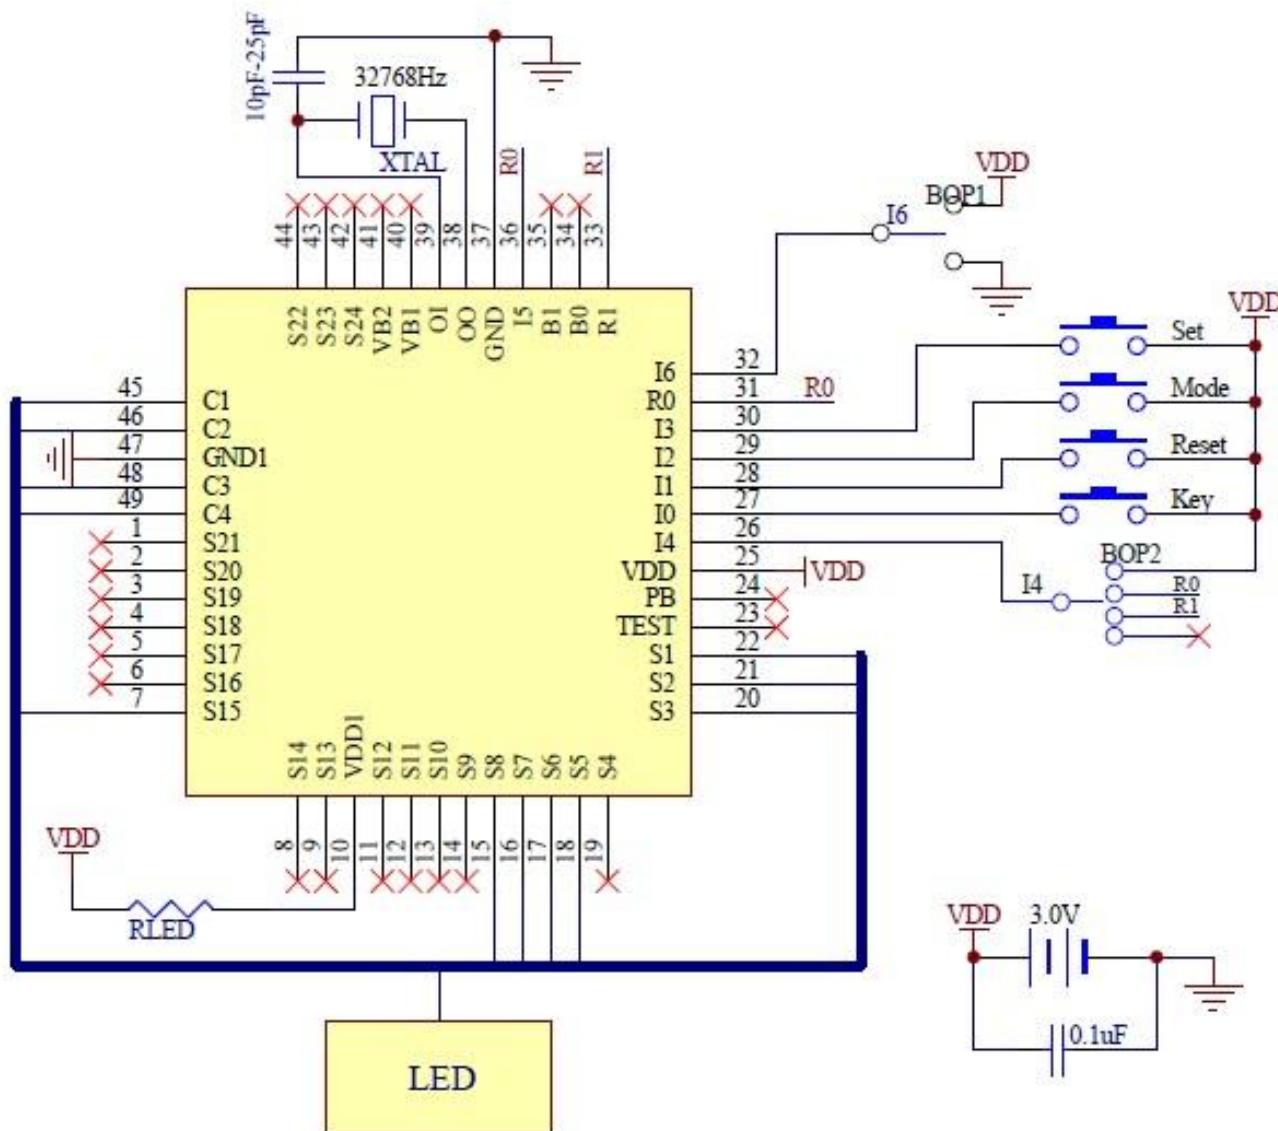 10pF-25pF
32768Hz
XTAL
R0
R1
44 43 42 41 40 39 38 37 36 35 34 33
S22 S23 S24 VB2 VB1 OI OO GND I5 B1 B0 R1
VDD
BOP1
I6
45 C1
46 C2
47 GND1
48 C3
49 C4
1 S21
2 S20
3 S19
4 S18
5 S17
6 S16
7 S15
I6 32
R0 31 R0
I3 30
I2 29
I1 28
I0 27
I4 26
VDD 25 VDD
PB 24
TEST 23
S1 22
S2 21
S3 20
VDD
Set
Mode
Reset
Key
BOP2
I4
R0
R1
S14 S13 VDD1 S12 S11 S10 S9 S8 S7 S6 S5 S4
8 9 10 11 12 13 14 15 16 17 18 19
VDD
RLED
LED
VDD 3.0V
0.1uF